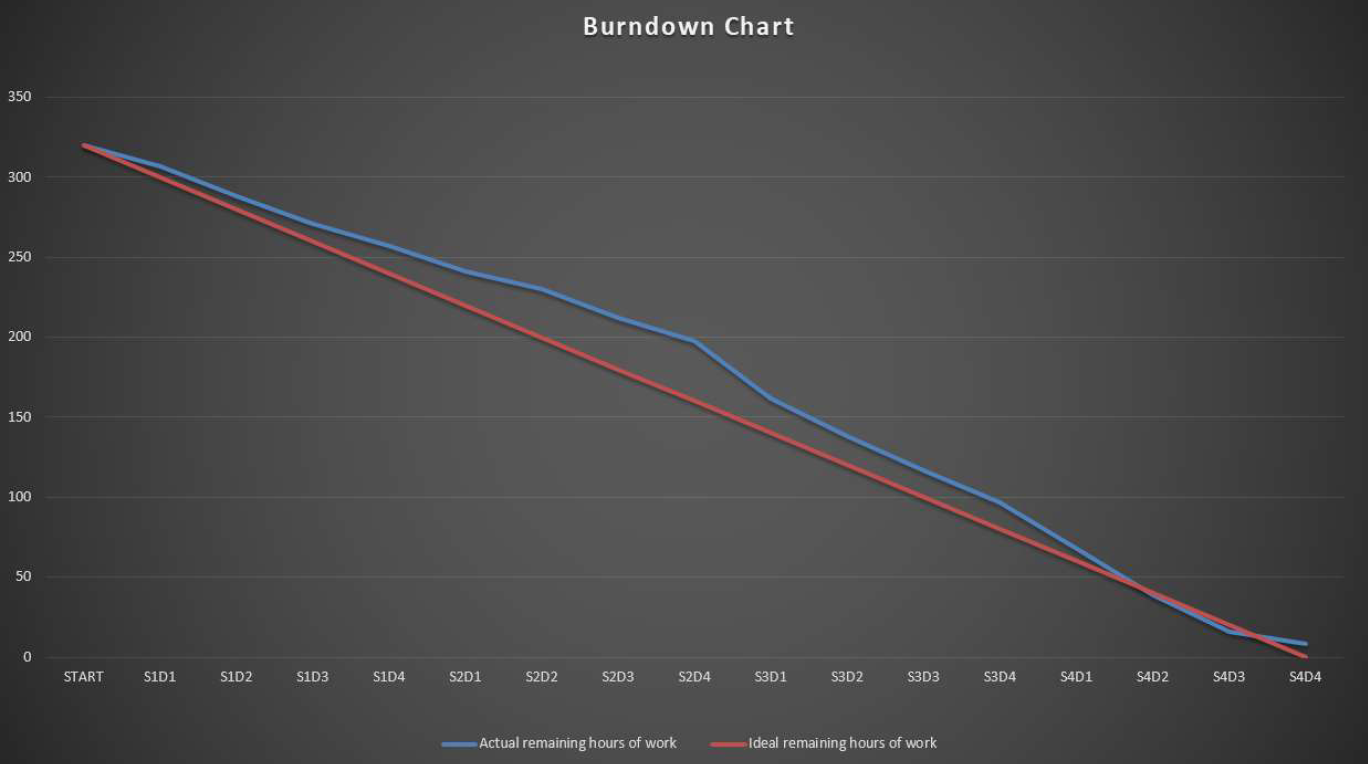 Burndown Chart
350
300
250
200
150
100
50
0
START S1D1 S1D2 S1D3 S1D4 S2D1 S2D2 S2D3 S2D4 S3D1 S3D2 S3D3 S3D4 S4D1 S4D2 S4D3 S4D4
Actual remaining hours of work Ideal remaining hours of work